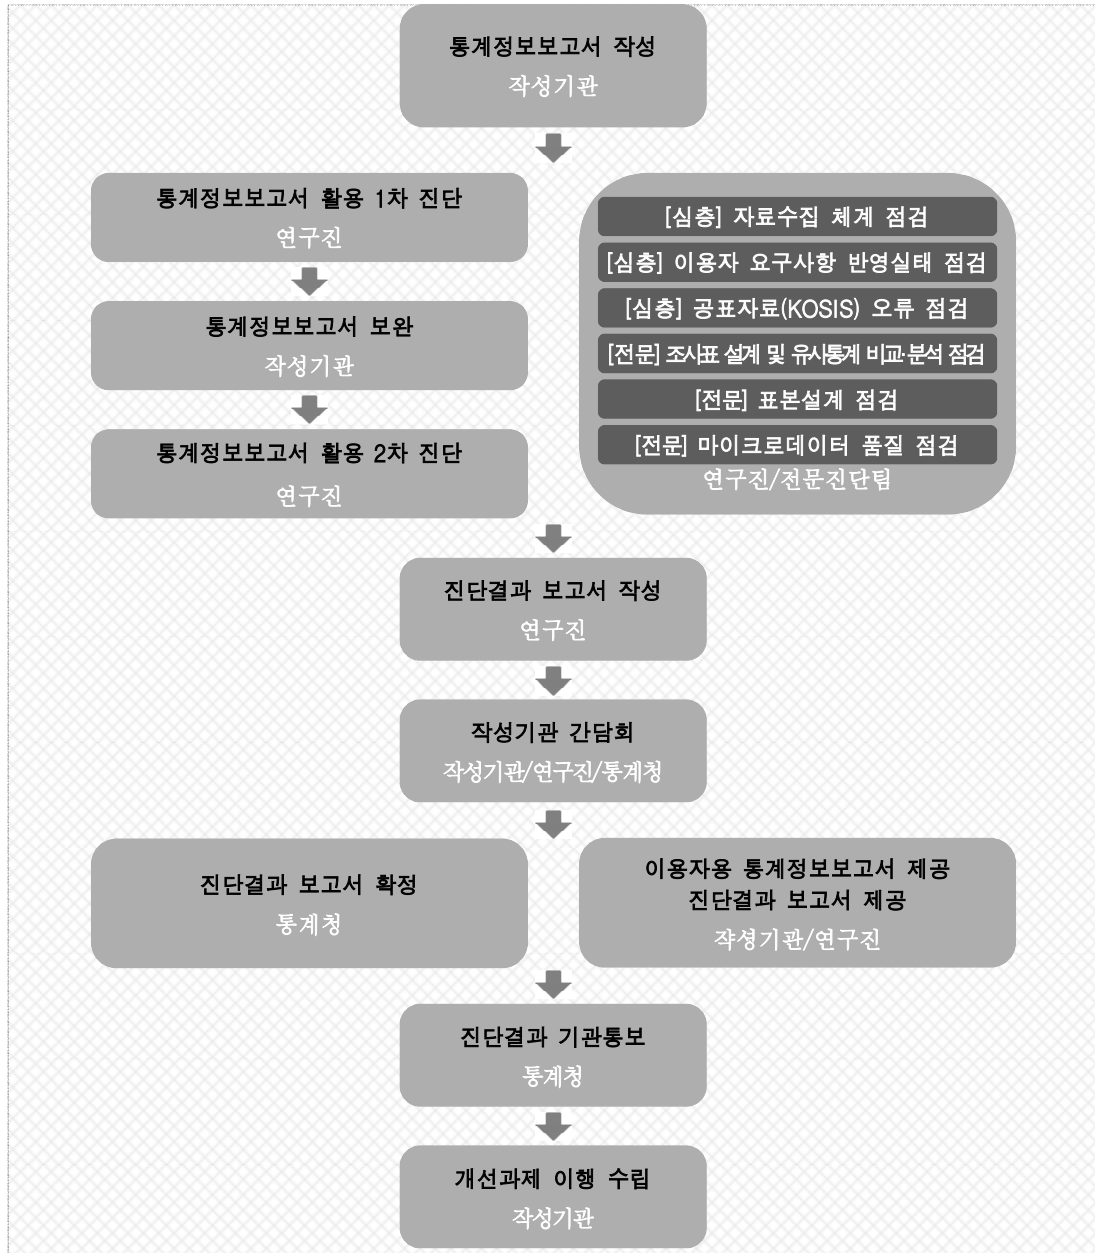 통계정보보고서 작성
작성기관
통계정보보고서 활용 1차 진단
연구진
통계정보보고서 보완
작성기관
통계정보보고서 활용 2차 진단
연구진
[심층] 자료수집 체계 점검
[심층] 이용자 요구사항 반영실태 점검
[심층] 공표자료(KOSIS) 오류 점검
[전문] 조사표 설계 및 유사통계 비교·분석 점검
[전문] 표본설계 점검
[전문] 마이크로데이터 품질 점검
연구진/전문진단팀
진단결과 보고서 작성
연구진
작성기관 간담회
작성기관/연구진/통계청
진단결과 보고서 확정
통계청
이용자용 통계정보보고서 제공
진단결과 보고서 제공
작성기관/연구진
진단결과 기관통보
통계청
개선과제 이행 수립
작성기관